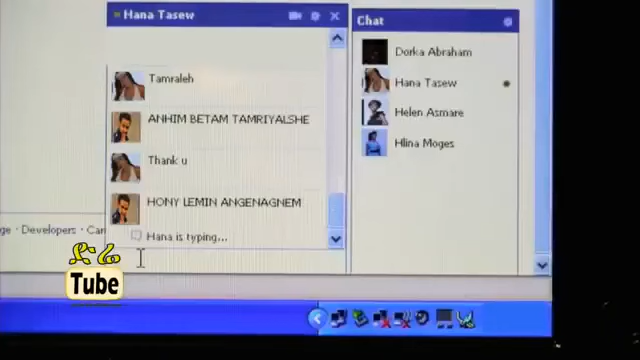 Hana Tasew
Tamraleh
ANHIM BETAM TAMRIYALSHE
Thank u
HONY LEMIN ANGENAGNEM
Hana is typing...
Chat
Dorka Abraham
Hana Tasew
Helen Asmare
Hlina Moges
ge · Developers · Car
ድሬ
Tube